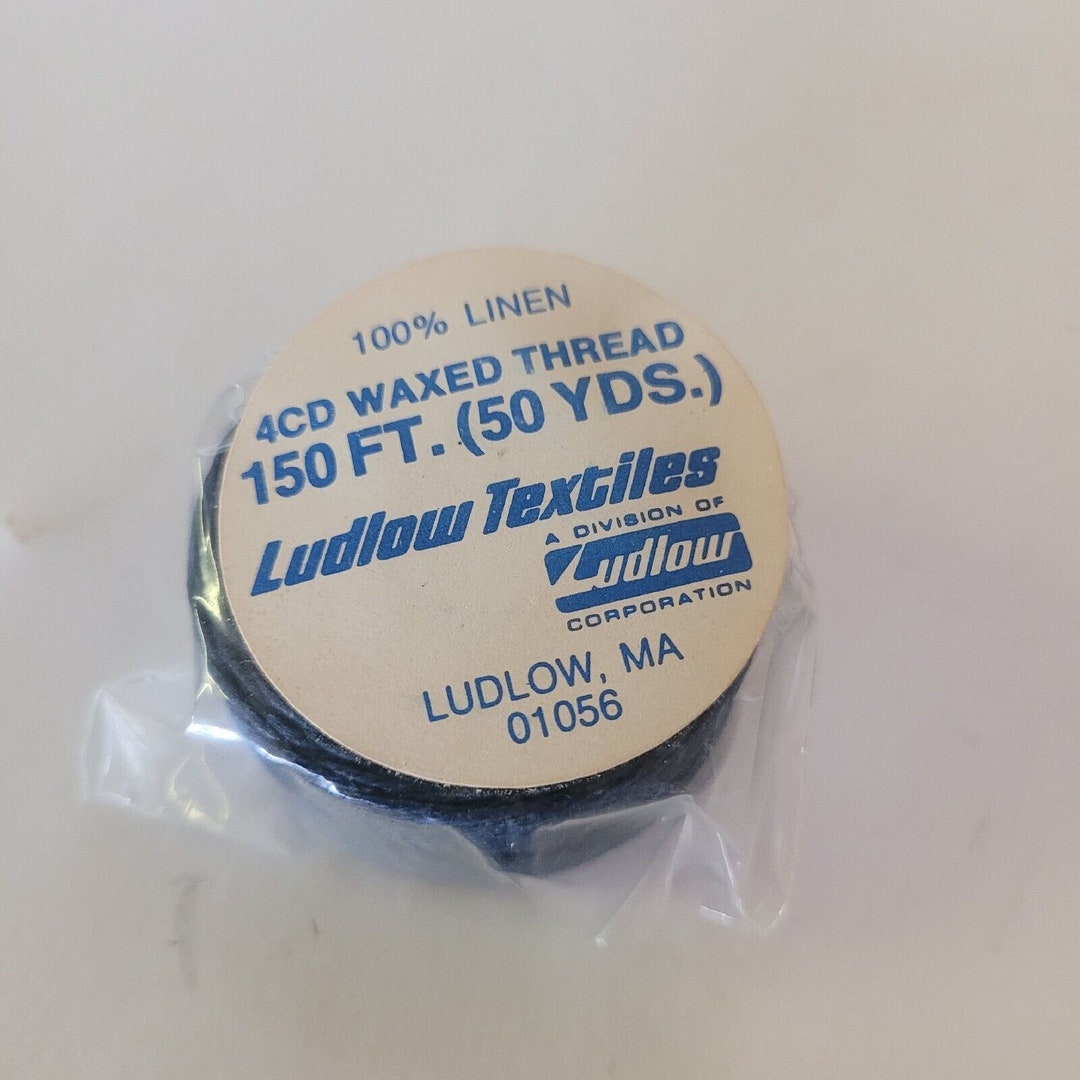 100% LINEN
4CD WAXED THREAD
150 FT. (50 YDS.)
Ludlow Textiles
A DIVISION OF
Ludlow
CORPORATION
LUDLOW, MA
01056